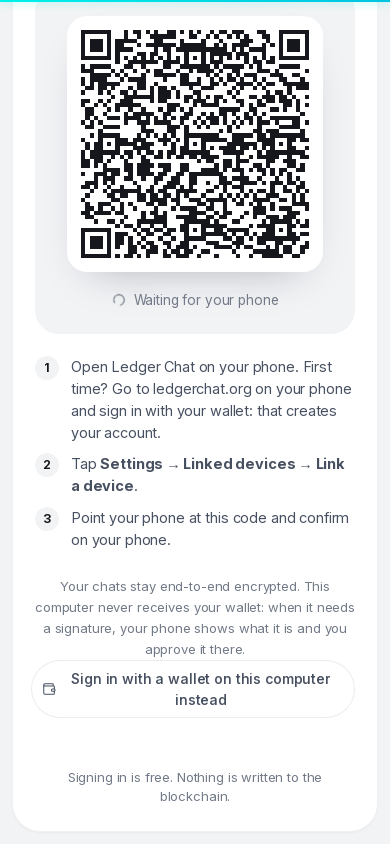 Waiting for your phone
1 Open Ledger Chat on your phone. First
time? Go to ledgerchat.org on your phone
and sign in with your wallet: that creates
your account.
2 Tap Settings → Linked devices → Link
a device.
3 Point your phone at this code and confirm
on your phone.
Your chats stay end-to-end encrypted. This
computer never receives your wallet: when it needs
a signature, your phone shows what it is and you
approve it there.
Sign in with a wallet on this computer
instead
Signing in is free. Nothing is written to the
blockchain.